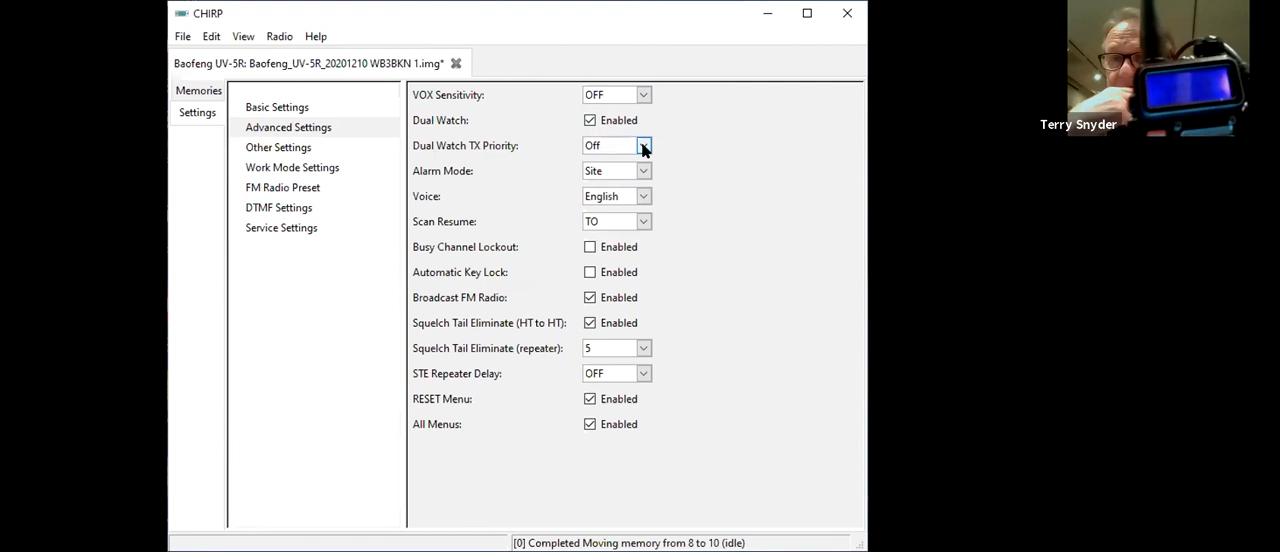 CHIRP
File Edit View Radio Help
Baofeng UV-5R: Baofeng_UV-5R_20201210 WB3BKN 1.img*
Memories
Settings
Basic Settings
Advanced Settings
Other Settings
Work Mode Settings
FM Radio Preset
DTMF Settings
Service Settings
VOX Sensitivity: OFF
Dual Watch: Enabled
Dual Watch TX Priority: Off
Alarm Mode: Site
Voice: English
Scan Resume: TO
Busy Channel Lockout: Enabled
Automatic Key Lock: Enabled
Broadcast FM Radio: Enabled
Squelch Tail Eliminate (HT to HT): Enabled
Squelch Tail Eliminate (repeater): 5
STE Repeater Delay: OFF
RESET Menu: Enabled
All Menus: Enabled
[0] Completed Moving memory from 8 to 10 (idle)
Terry Snyder